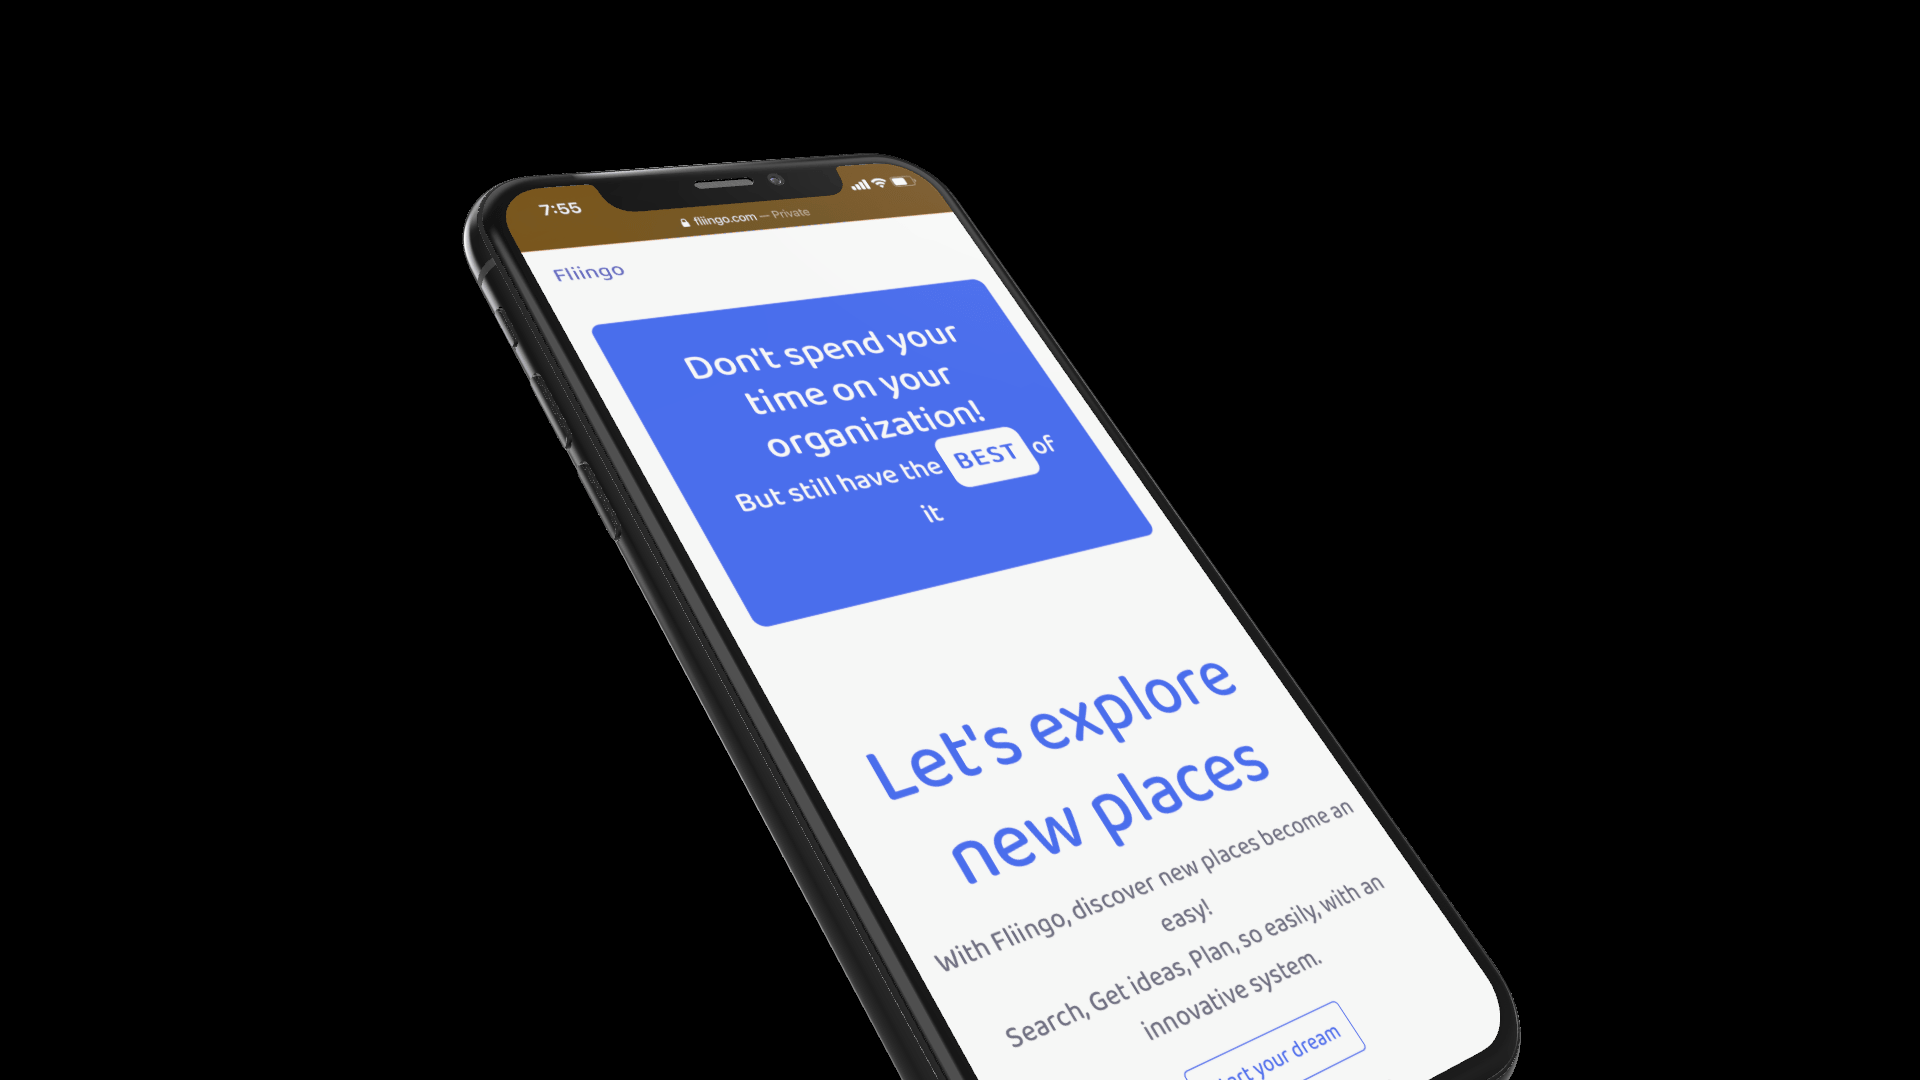 7:55
fliingo.com — Private
Fliingo
Don't spend your
time on your
organization!
But still have the BEST of
it
Let's explore
new places
With Fliingo, discover new places become an
easy!
Search, Get ideas, Plan, so easily, with an
innovative system.
your dream